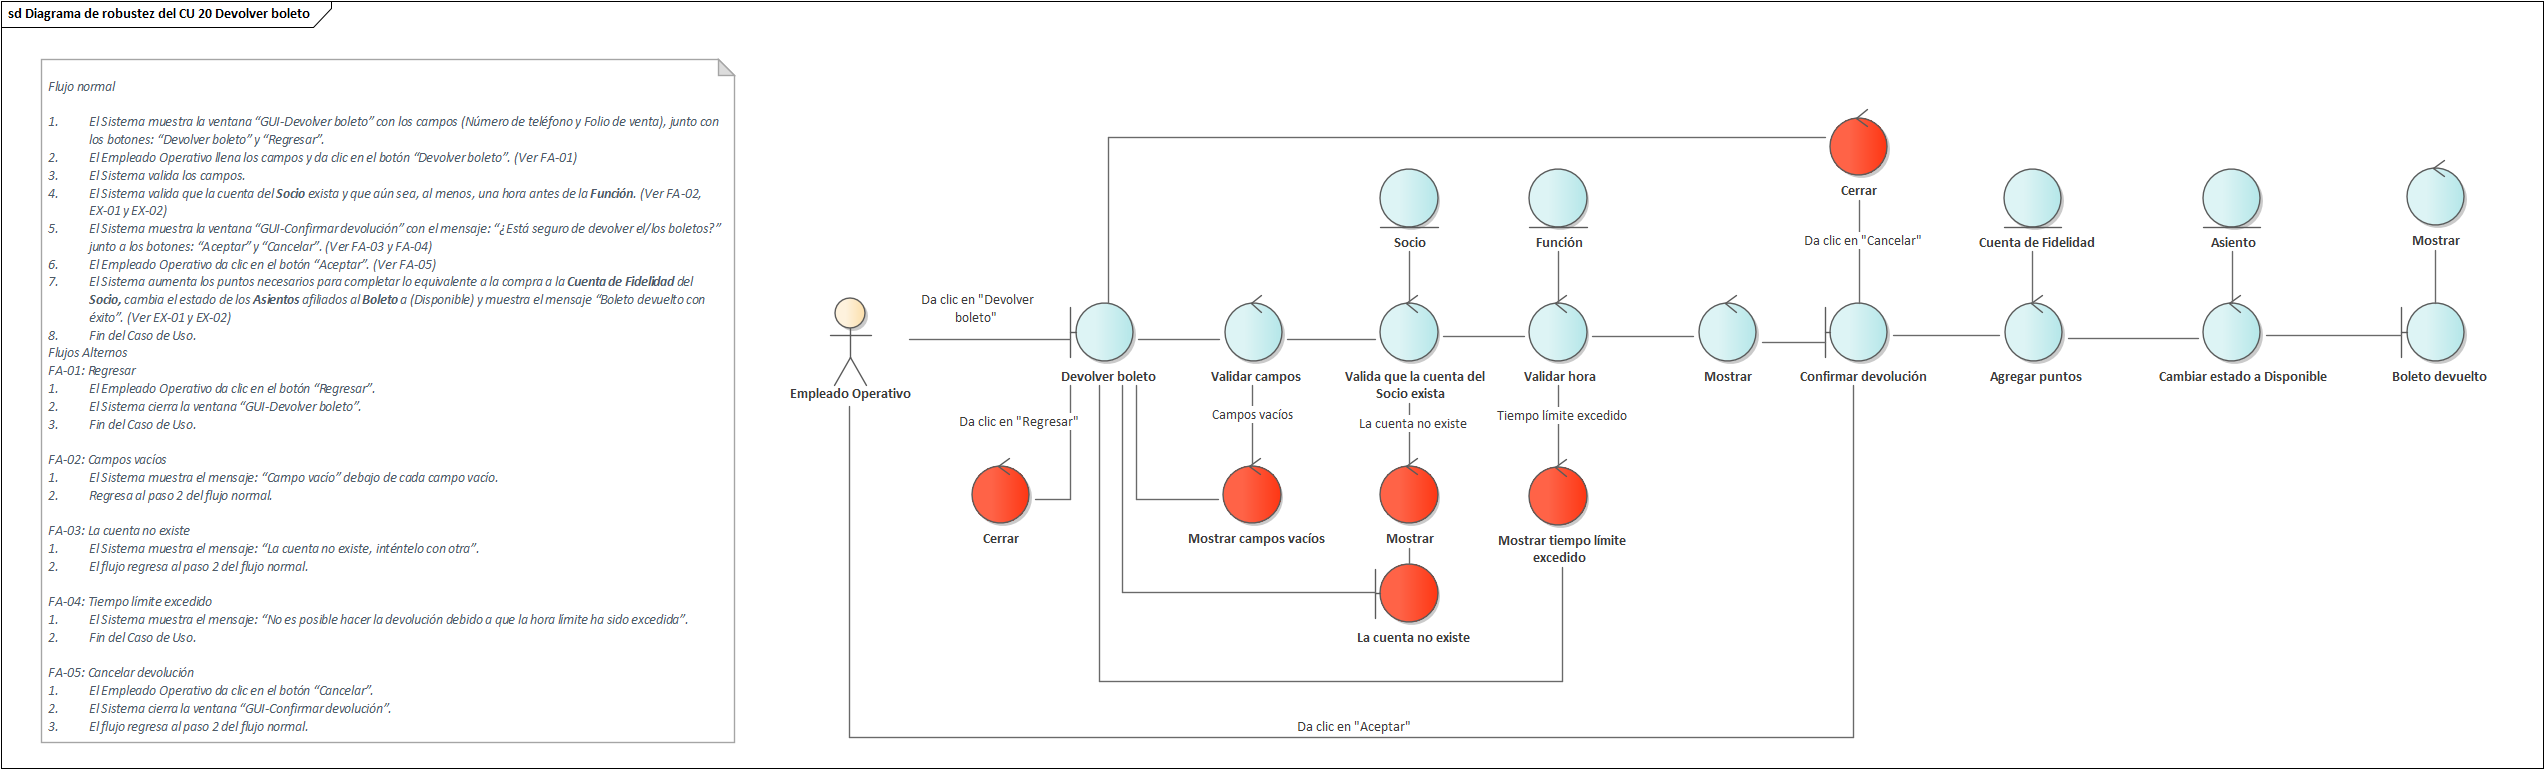 sd Diagrama de robustez del CU 20 Devolver boleto
Flujo normal
1. El Sistema muestra la ventana “GUI-Devolver boleto” con los campos (Número de teléfono y Folio de venta), junto con
los botones: “Devolver boleto” y “Regresar”.
2. El Empleado Operativo llena los campos y da clic en el botón “Devolver boleto”. (Ver FA-01)
3. El Sistema valida los campos.
4. El Sistema valida que la cuenta del Socio exista y que aún sea, al menos, una hora antes de la Función. (Ver FA-02,
EX-01 y EX-02)
5. El Sistema muestra la ventana “GUI-Confirmar devolución” con el mensaje: “¿Está seguro de devolver el/los boletos?”
junto a los botones: “Aceptar” y “Cancelar”. (Ver FA-03 y FA-04)
6. El Empleado Operativo da clic en el botón “Aceptar”. (Ver FA-05)
7. El Sistema aumenta los puntos necesarios para completar lo equivalente a la compra a la Cuenta de Fidelidad del
Socio, cambia el estado de los Asientos afiliados al Boleto a (Disponible) y muestra el mensaje “Boleto devuelto con
éxito”. (Ver EX-01 y EX-02)
8. Fin del Caso de Uso.
Flujos Alternos
FA-01: Regresar
1. El Empleado Operativo da clic en el botón “Regresar”.
2. El Sistema cierra la ventana “GUI-Devolver boleto”.
3. Fin del Caso de Uso.
FA-02: Campos vacíos
1. El Sistema muestra el mensaje: “Campo vacío” debajo de cada campo vacío.
2. Regresa al paso 2 del flujo normal.
FA-03: La cuenta no existe
1. El Sistema muestra el mensaje: “La cuenta no existe, inténtelo con otra”.
2. El flujo regresa al paso 2 del flujo normal.
FA-04: Tiempo límite excedido
1. El Sistema muestra el mensaje: “No es posible hacer la devolución debido a que la hora límite ha sido excedida”.
2. Fin del Caso de Uso.
FA-05: Cancelar devolución
1. El Empleado Operativo da clic en el botón “Cancelar”.
2. El Sistema cierra la ventana “GUI-Confirmar devolución”.
3. El flujo regresa al paso 2 del flujo normal.
Cerrar
Socio
Función
Da clic en "Cancelar"
Cuenta de Fidelidad
Asiento
Mostrar
Da clic en "Devolver
boleto"
Empleado Operativo
Devolver boleto
Validar campos
Valida que la cuenta del
Socio exista
Validar hora
Mostrar
Confirmar devolución
Agregar puntos
Cambiar estado a Disponible
Boleto devuelto
Da clic en "Regresar"
Campos vacíos
La cuenta no existe
Tiempo límite excedido
Cerrar
Mostrar campos vacíos
Mostrar
Mostrar tiempo límite
excedido
La cuenta no existe
Da clic en "Aceptar"